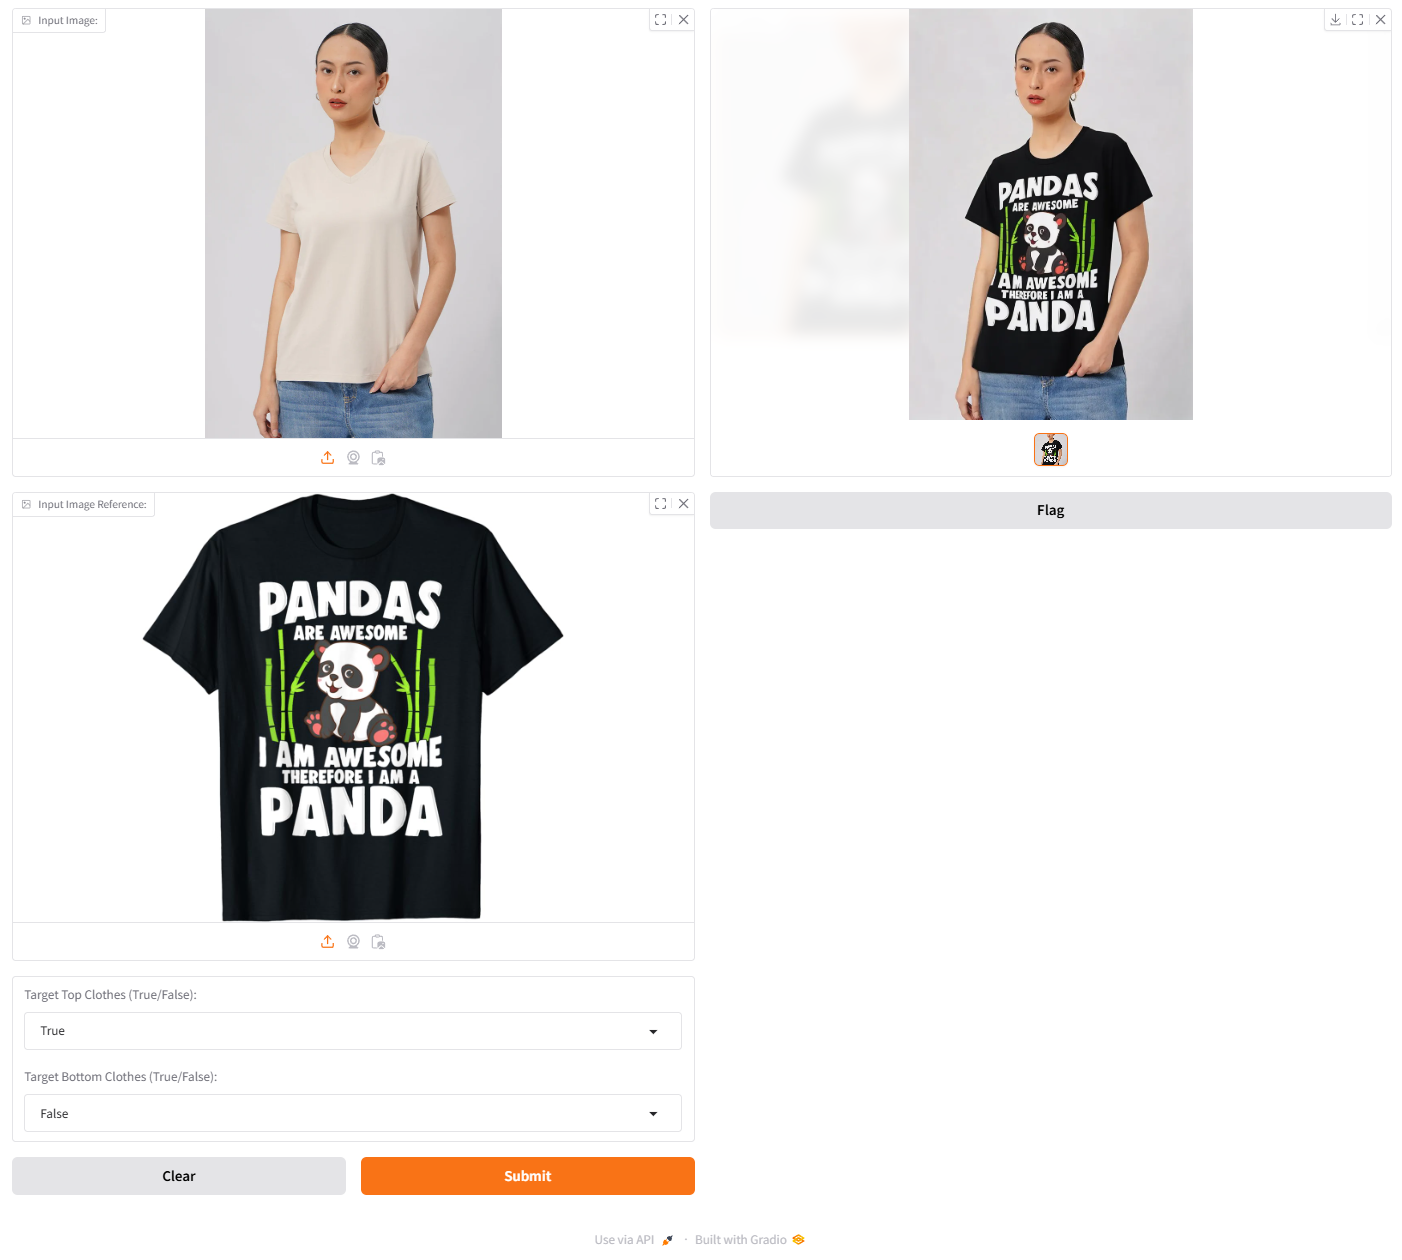 Input Image:
PANDAS
ARE AWESOME
I AM AWESOME
THEREFORE I AM A
PANDA
Input Image Reference:
PANDAS
ARE AWESOME
I AM AWESOME
THEREFORE I AM A
PANDA
Flag
Target Top Clothes (True/False):
True
Target Bottom Clothes (True/False):
False
Clear
Submit
Use via API · Built with Gradio